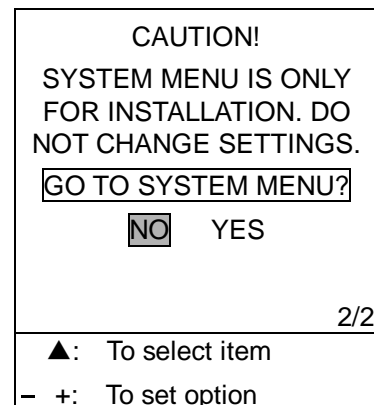 CAUTION!
SYSTEM MENU IS ONLY
FOR INSTALLATION. DO
NOT CHANGE SETTINGS.
GO TO SYSTEM MENU?
NO YES
2/2
▲: To select item
– +: To set option